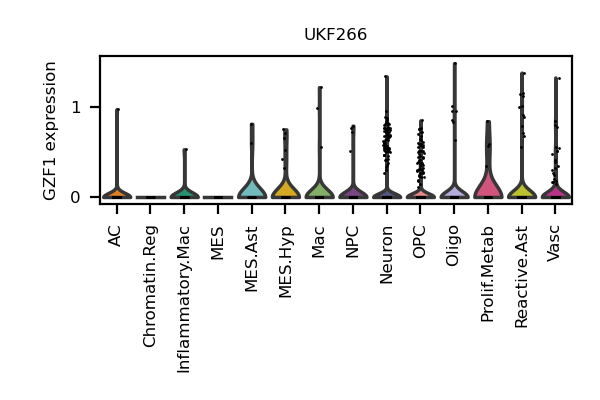 UKF266
GZF1 expression
1
0
AC
Chromatin.Reg
Inflammatory.Mac
MES
MES.Ast
MES.Hyp
Mac
NPC
Neuron
OPC
Oligo
Prolif.Metab
Reactive.Ast
Vasc